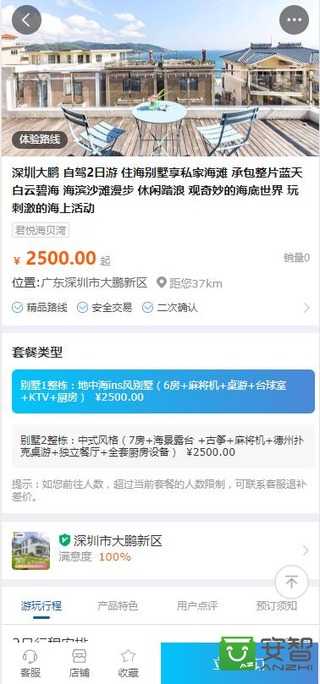 体验路线
深圳大鹏 自驾2日游 住海别墅享私家海滩 承包整片蓝天
白云碧海 海滨沙滩漫步 休闲踏浪 观奇妙的海底世界 玩
刺激的海上活动
君悦海贝湾
¥ 2500.00 起 销量0
位置:广东深圳市大鹏新区 距您37km
精品路线 安全交易 二次确认
套餐类型
别墅1整栋：地中海ins风别墅（6房+麻将机+桌游+台球室
+KTV+厨房） ¥2500.00
别墅2整栋：中式风格（7房+海景露台 +古筝+麻将机+德州扑
克桌游+独立餐厅+全套厨房设备） ¥2500.00
提示：如您前往人数，超过当前套餐的人数限制，可联系客服退补
差价。
深圳市大鹏新区
满意度 100%
游玩行程 产品特色 用户点评 预订须知
2日行程安排
客服 店铺 收藏 立
安智
ANZHI